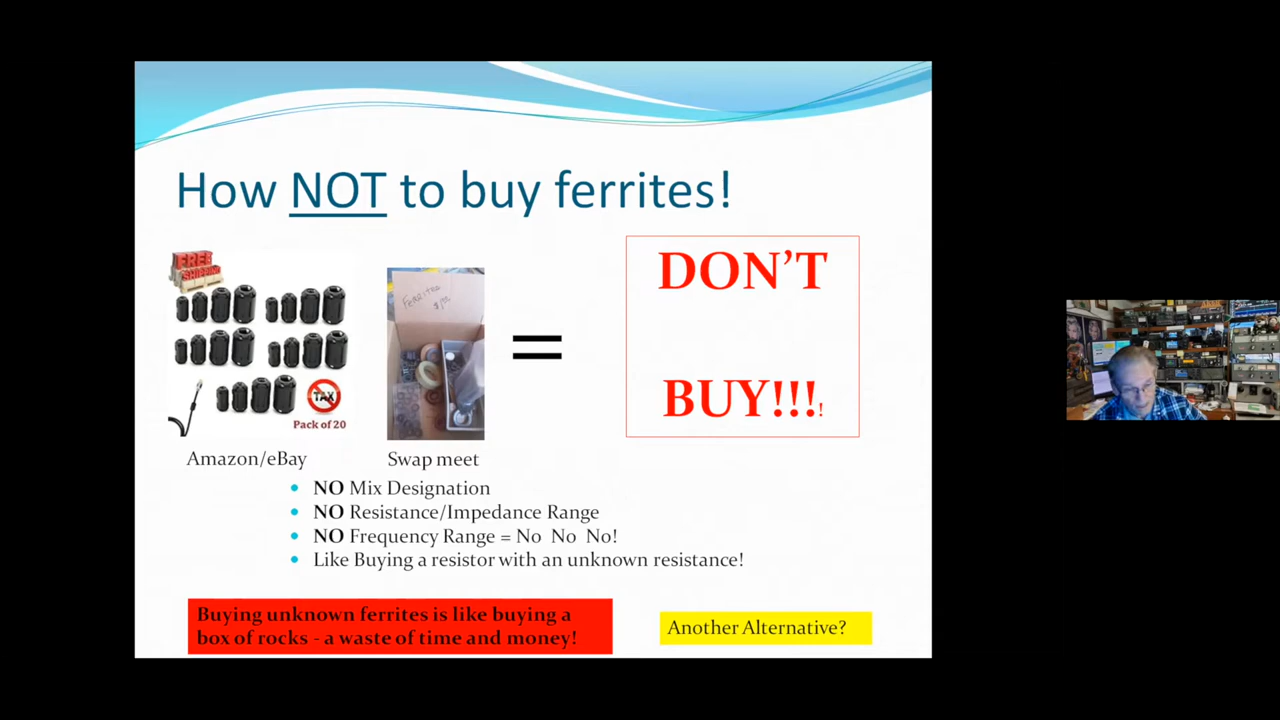 How NOT to buy ferrites!
FREE
SHIPPING
TAX
Pack of 20
FERRITES
DON'T
BUY!!!!
=
Amazon/eBay
Swap meet
• NO Mix Designation
• NO Resistance/Impedance Range
• NO Frequency Range = No No No!
• Like Buying a resistor with an unknown resistance!
Buying unknown ferrites is like buying a
box of rocks - a waste of time and money!
Another Alternative?